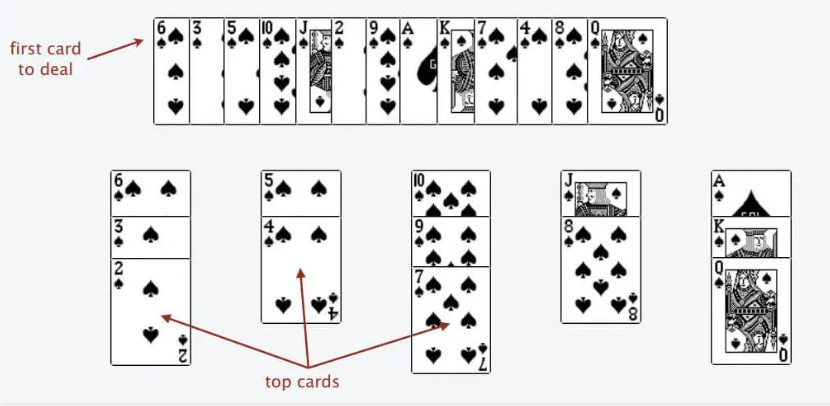 6 3 5 10 J 2 9 A K 7 4 8 Q
Q
first card
to deal
6 5 10 J A
3 4 9 8 K
2 7 Q
2 4 7 8 Q
top cards